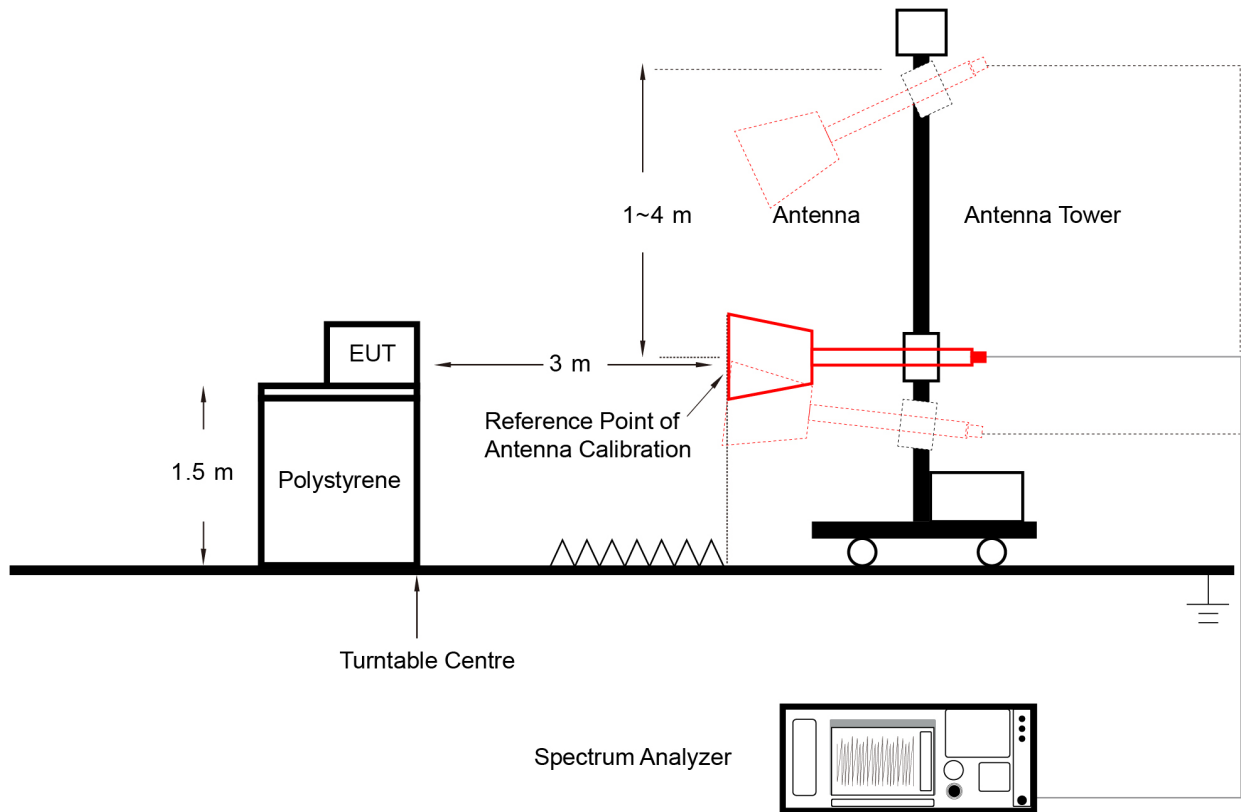 1~4 m
Antenna
Antenna Tower
EUT
3 m
Reference Point of
Antenna Calibration
1.5 m
Polystyrene
Turntable Centre
Spectrum Analyzer